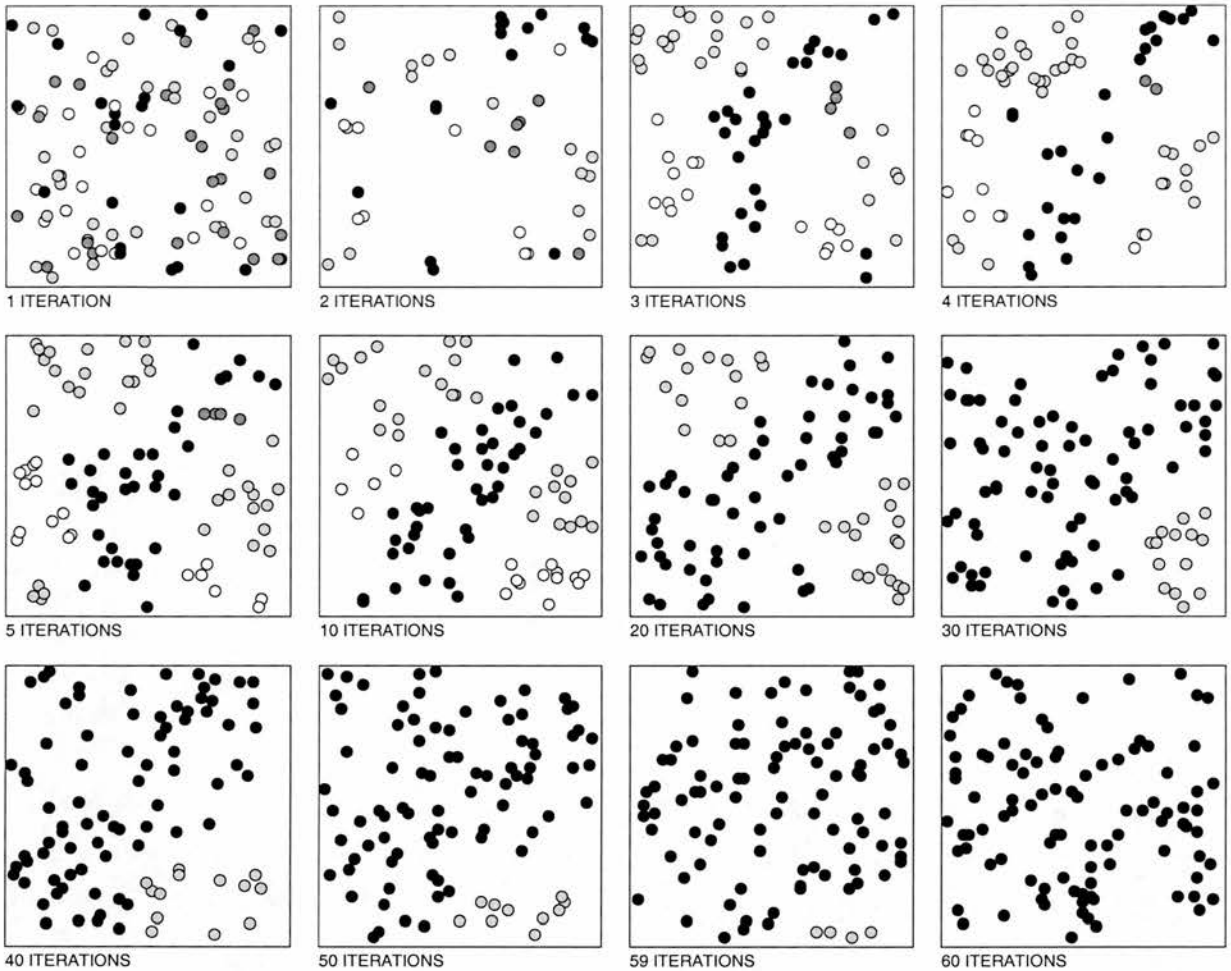 1 ITERATION
2 ITERATIONS
3 ITERATIONS
4 ITERATIONS
5 ITERATIONS
10 ITERATIONS
20 ITERATIONS
30 ITERATIONS
40 ITERATIONS
50 ITERATIONS
59 ITERATIONS
60 ITERATIONS